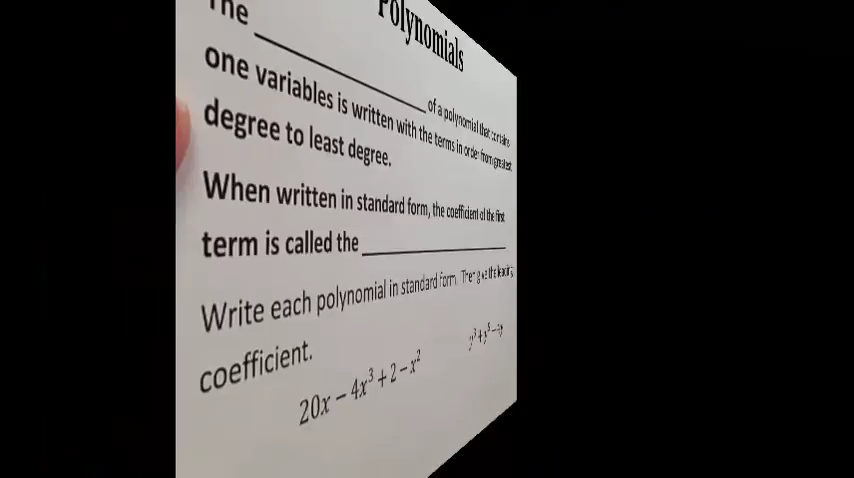 Polynomials
The ____________ of a polynomial that contains
one variables is written with the terms in order from greatest
degree to least degree.
When written in standard form, the coefficient of the first
term is called the ____________
Write each polynomial in standard form. Then give the leading
coefficient.
20x − 4x³ + 2 − x²